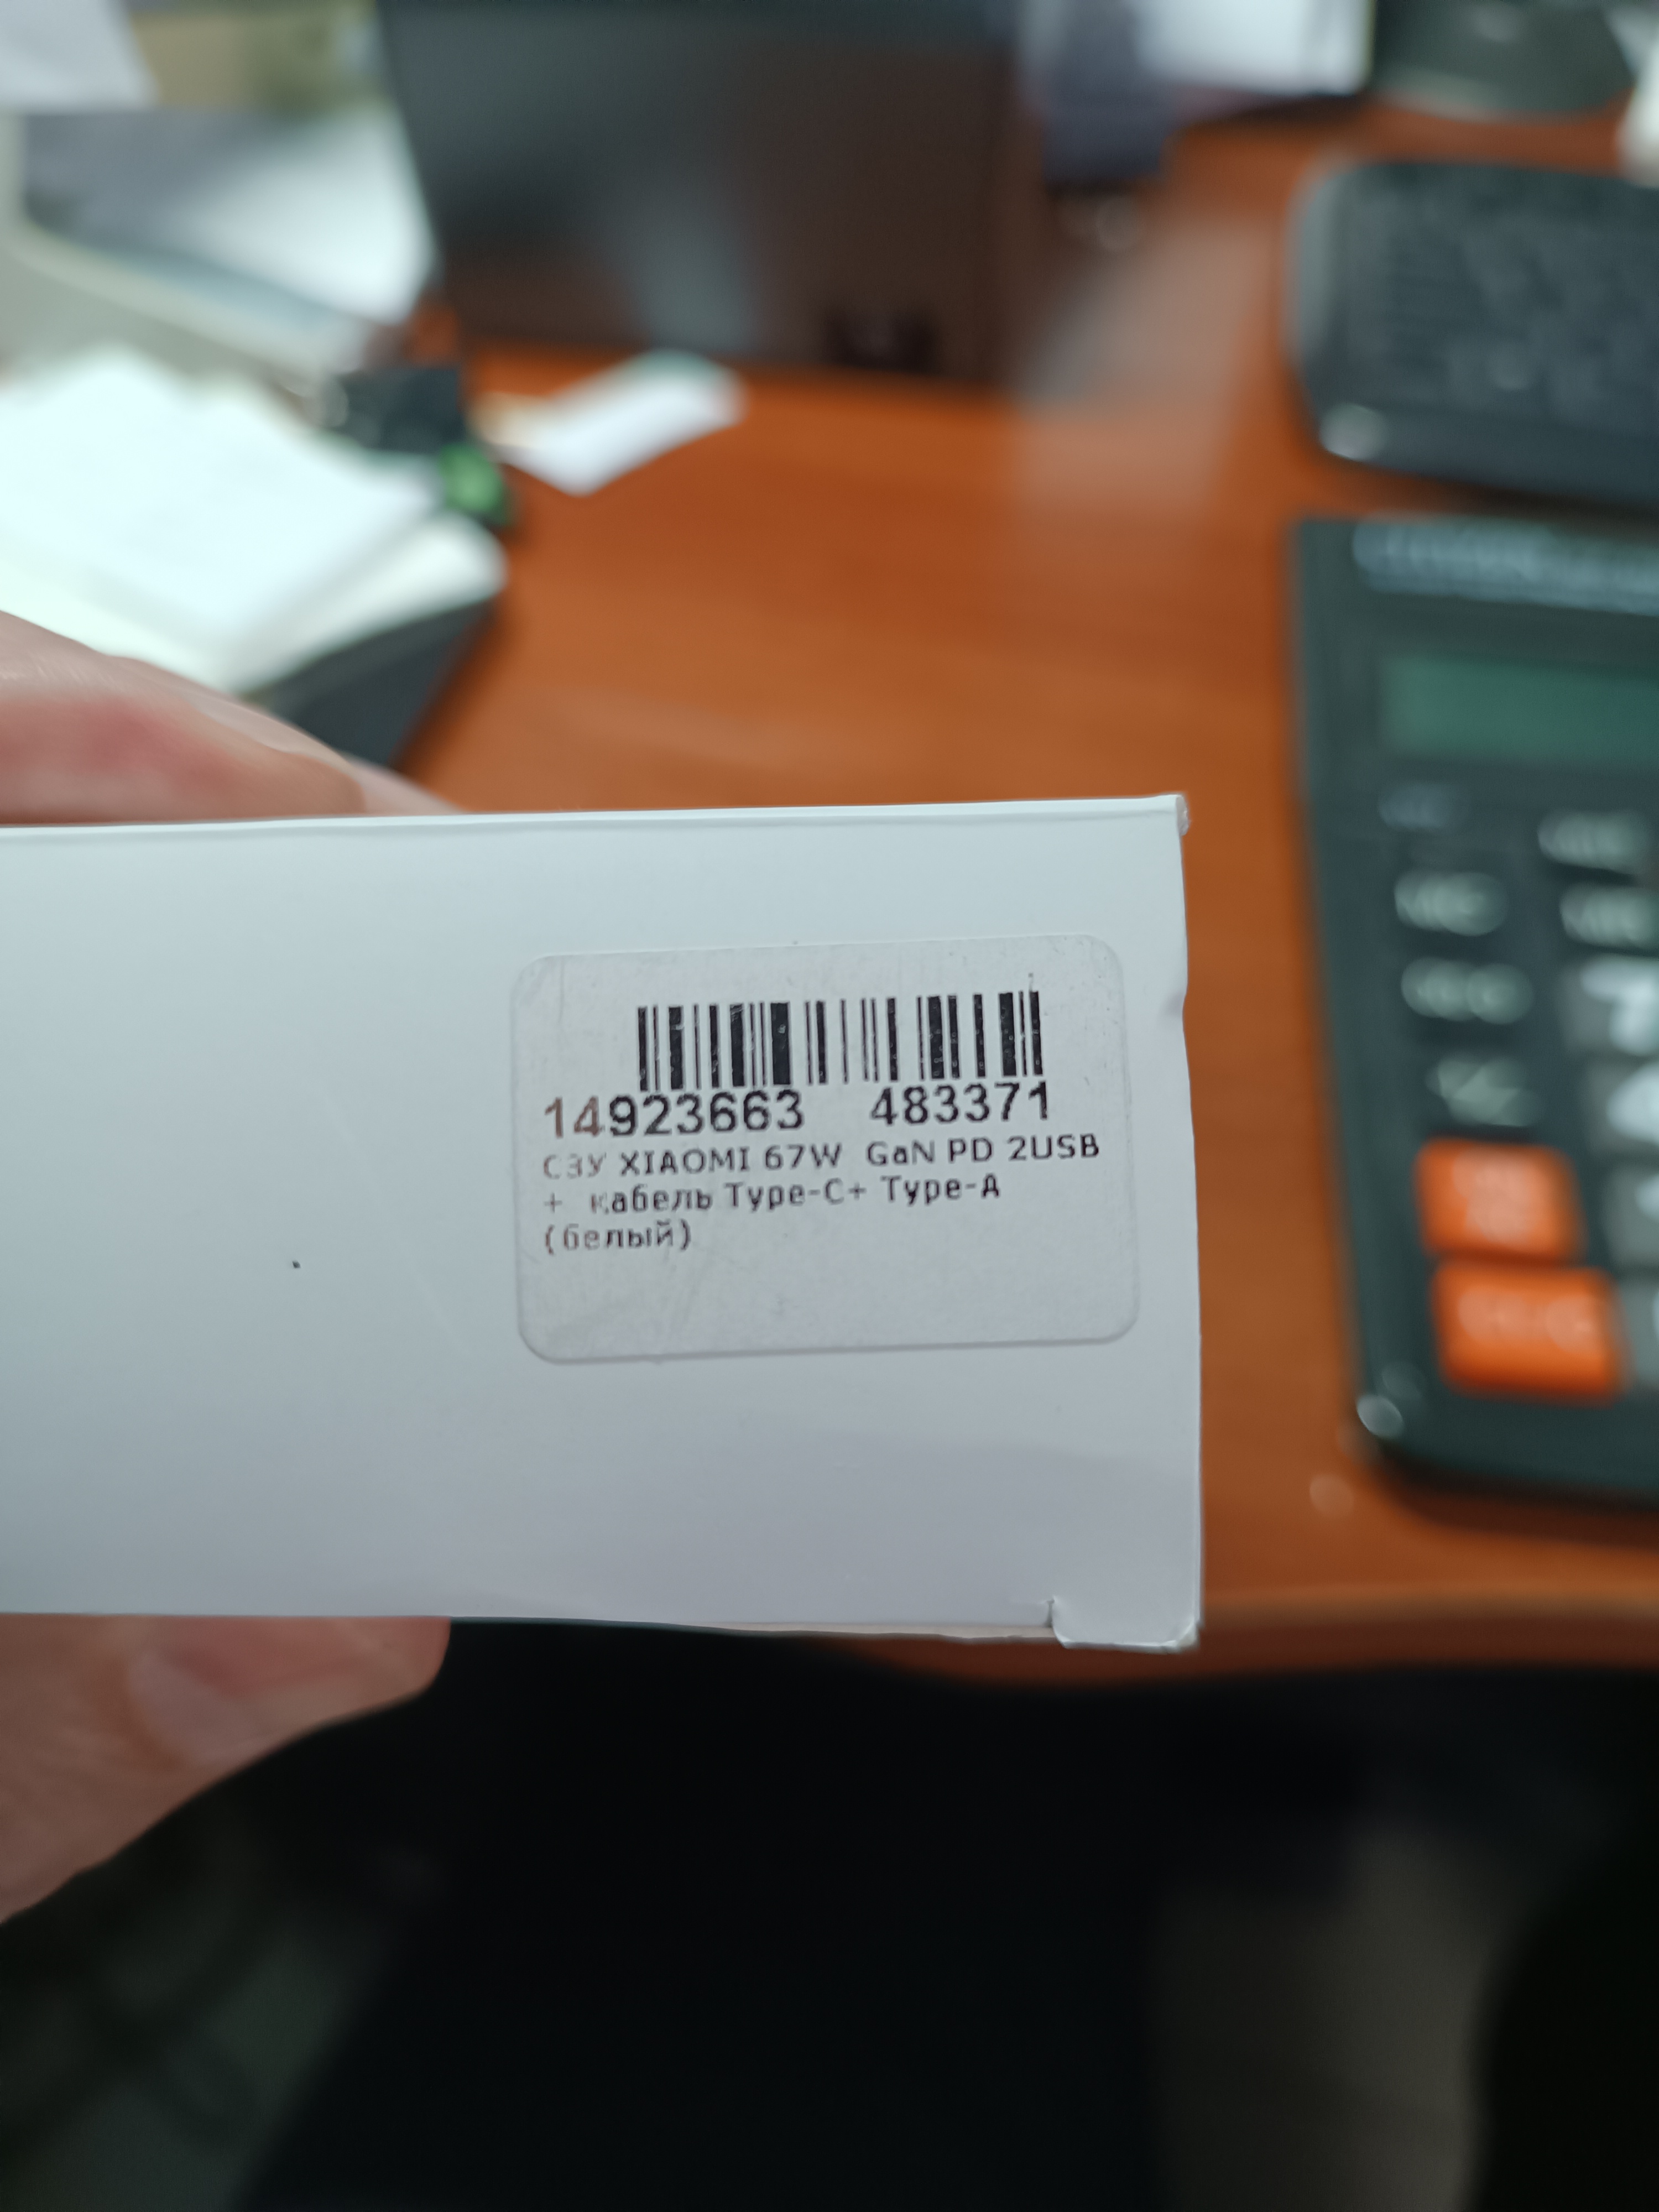 14923663 483371
СЗУ XIAOMI 67W GaN PD 2USB
+ кабель Type-C+ Type-A
(белый)